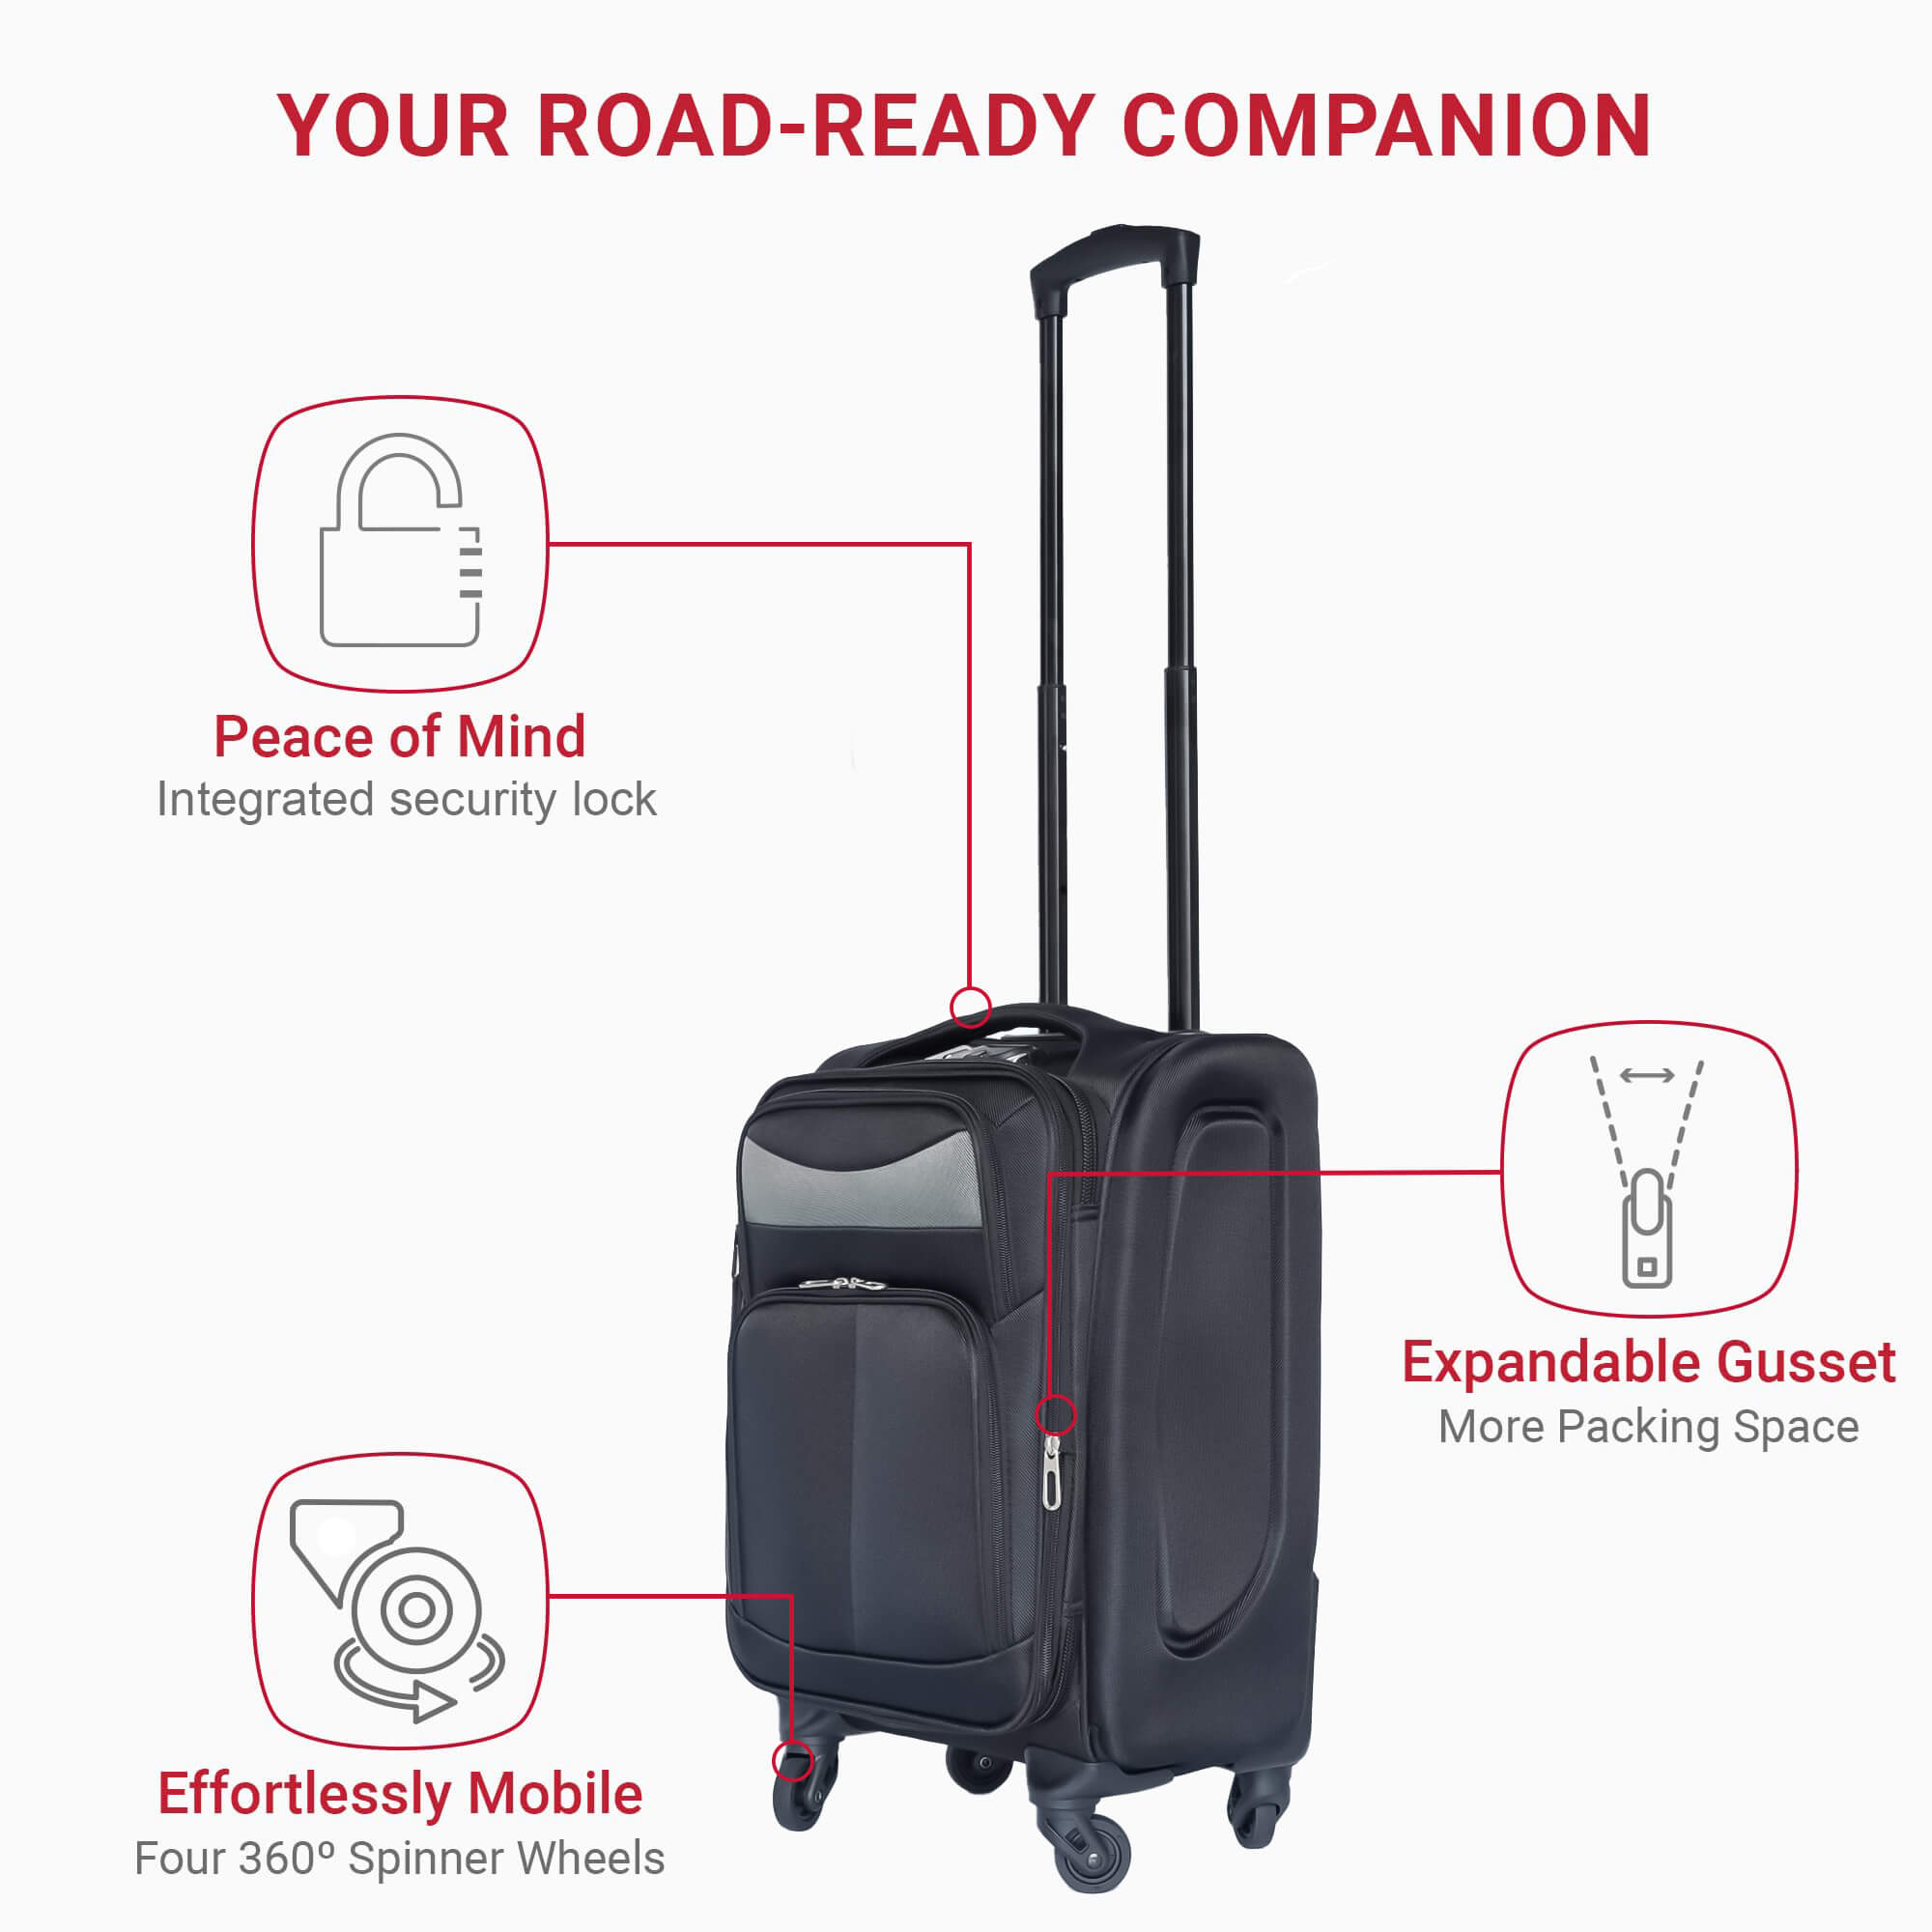 YOUR ROAD-READY COMPANION
Peace of Mind
Integrated security lock
Expandable Gusset
More Packing Space
Effortlessly Mobile
Four 360º Spinner Wheels